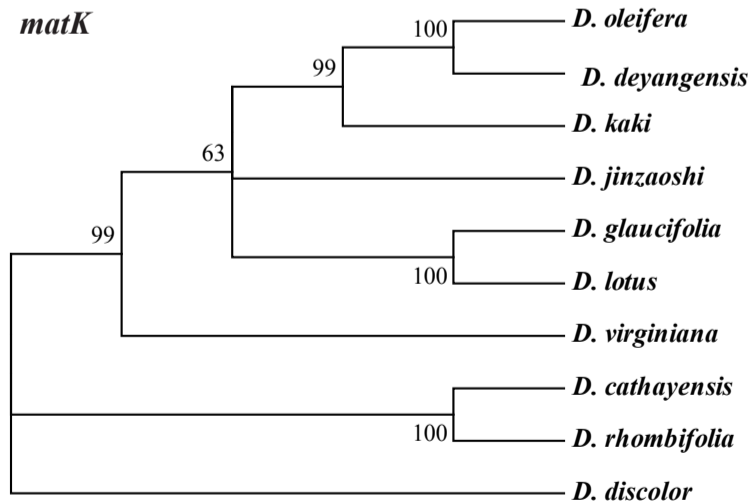 matK
100
D. oleifera
D. deyangensis
99
D. kaki
63
D. jinzaoshi
99
D. glaucifolia
100
D. lotus
D. virginiana
D. cathayensis
100
D. rhombifolia
D. discolor